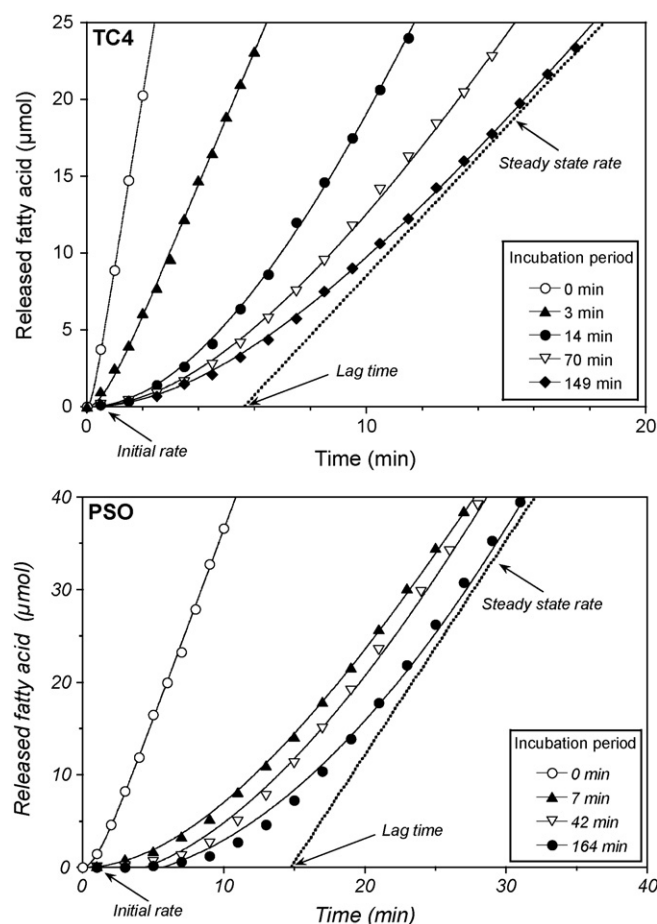 TC4
25
20
15
10
5
0
Released fatty acid (µmol)
Steady state rate
Incubation period
0 min
3 min
14 min
70 min
149 min
Lag time
Initial rate
0
10
20
Time (min)
PSO
40
30
20
10
0
Released fatty acid (µmol)
Steady state rate
Incubation period
0 min
7 min
42 min
164 min
Lag time
Initial rate
0
10
20
30
40
Time (min)